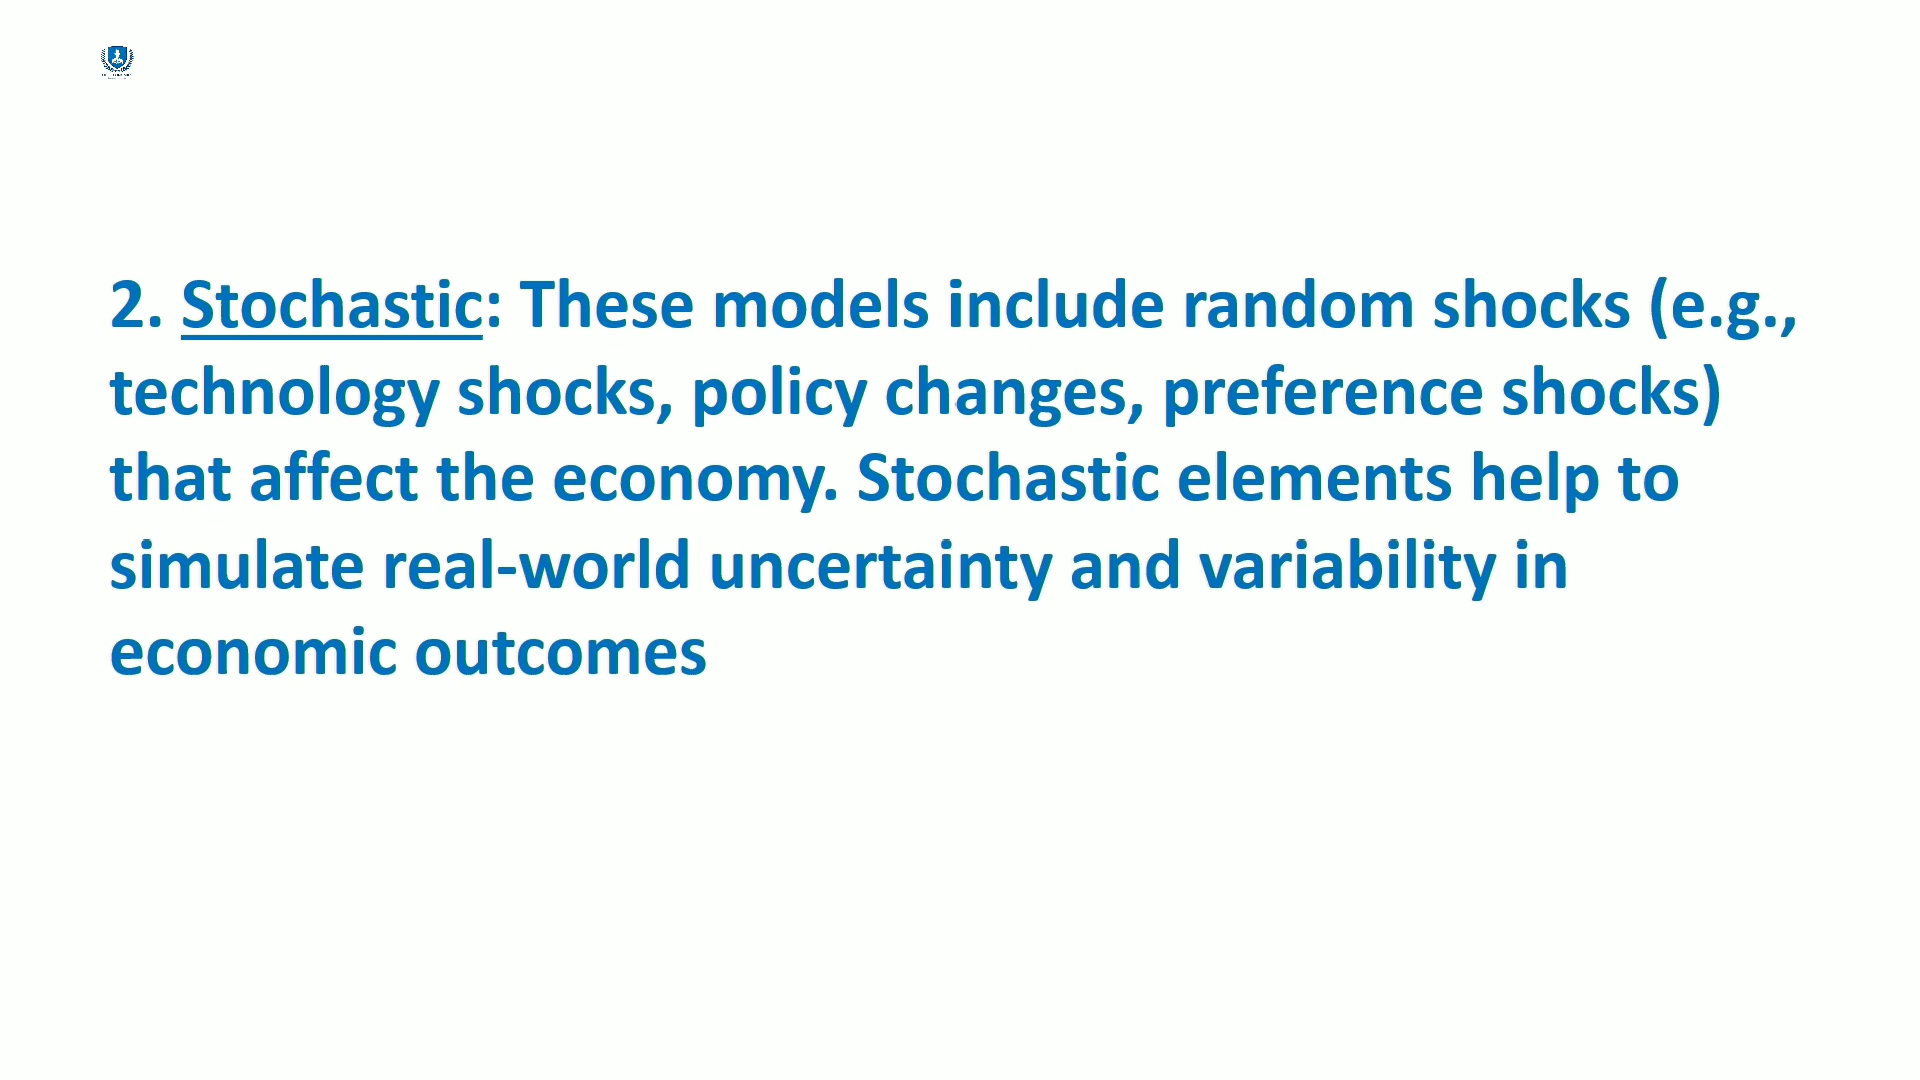 2. Stochastic: These models include random shocks (e.g.,
technology shocks, policy changes, preference shocks)
that affect the economy. Stochastic elements help to
simulate real-world uncertainty and variability in
economic outcomes